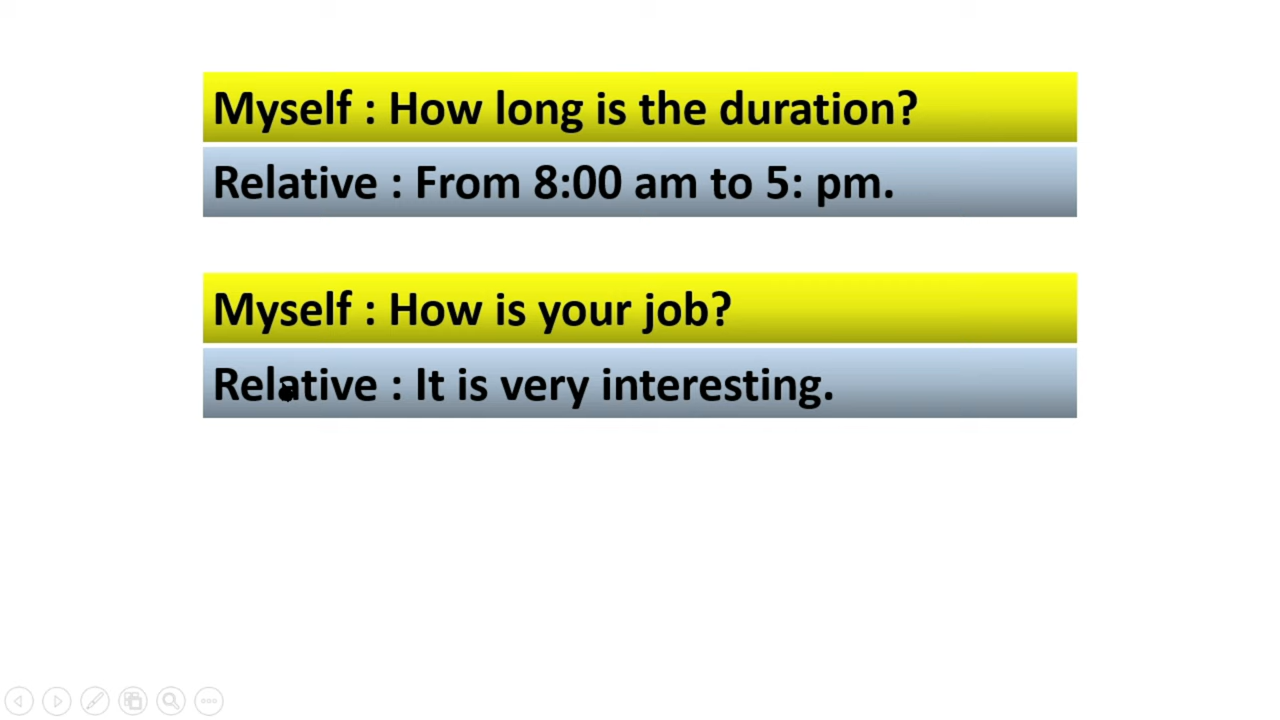 Myself : How long is the duration?
Relative : From 8:00 am to 5: pm.
Myself : How is your job?
Relative : It is very interesting.